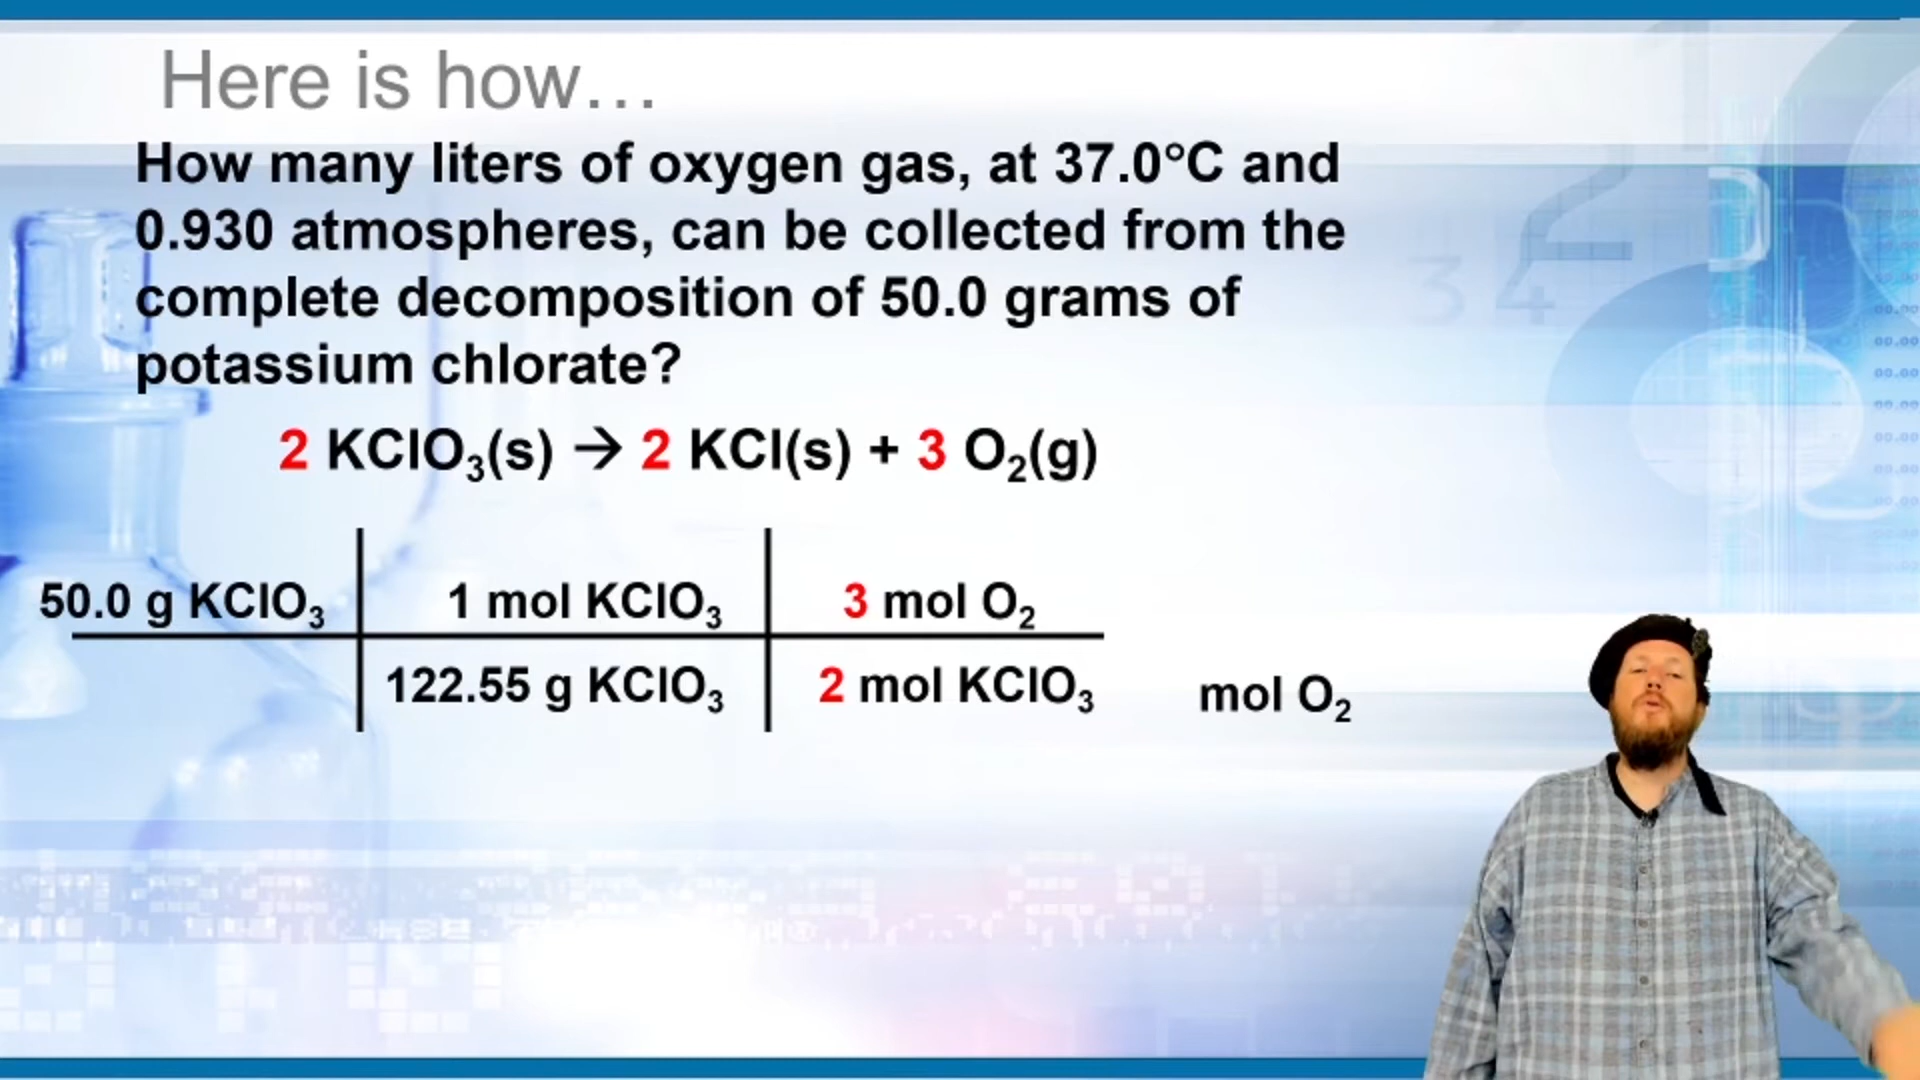 Here is how…
How many liters of oxygen gas, at 37.0°C and
0.930 atmospheres, can be collected from the
complete decomposition of 50.0 grams of
potassium chlorate?
2 KClO₃(s) → 2 KCl(s) + 3 O₂(g)
50.0 g KClO₃ 1 mol KClO₃ 3 mol O₂
122.55 g KClO₃ 2 mol KClO₃ mol O₂